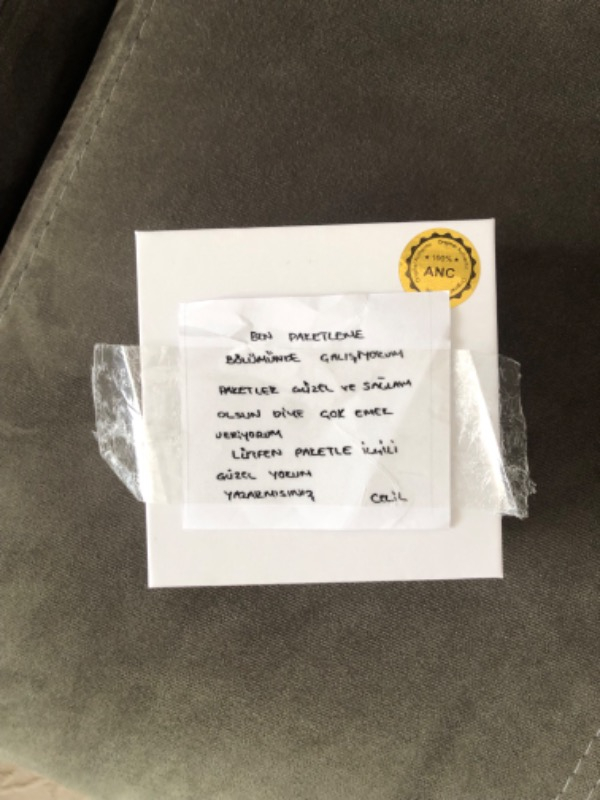 100%
ANC
BEN PAKETLEME
BÖLÜMÜNDE ÇALIŞIYORUM
PAKETLER GÜZEL VE SAĞLAM
OLSUN DİYE ÇOK EMEK
VERİYORUM
LÜTFEN PAKETLE İLGİLİ
GÜZEL YORUM
YAZARMISINIZ CELİL